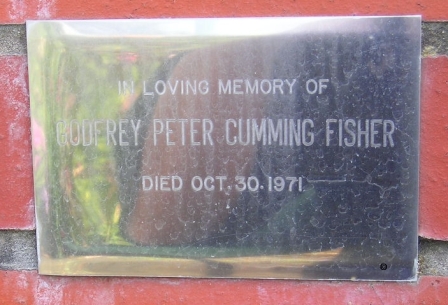 IN LOVING MEMORY OF
GODFREY PETER CUMMING FISHER
DIED OCT. 30. 1971